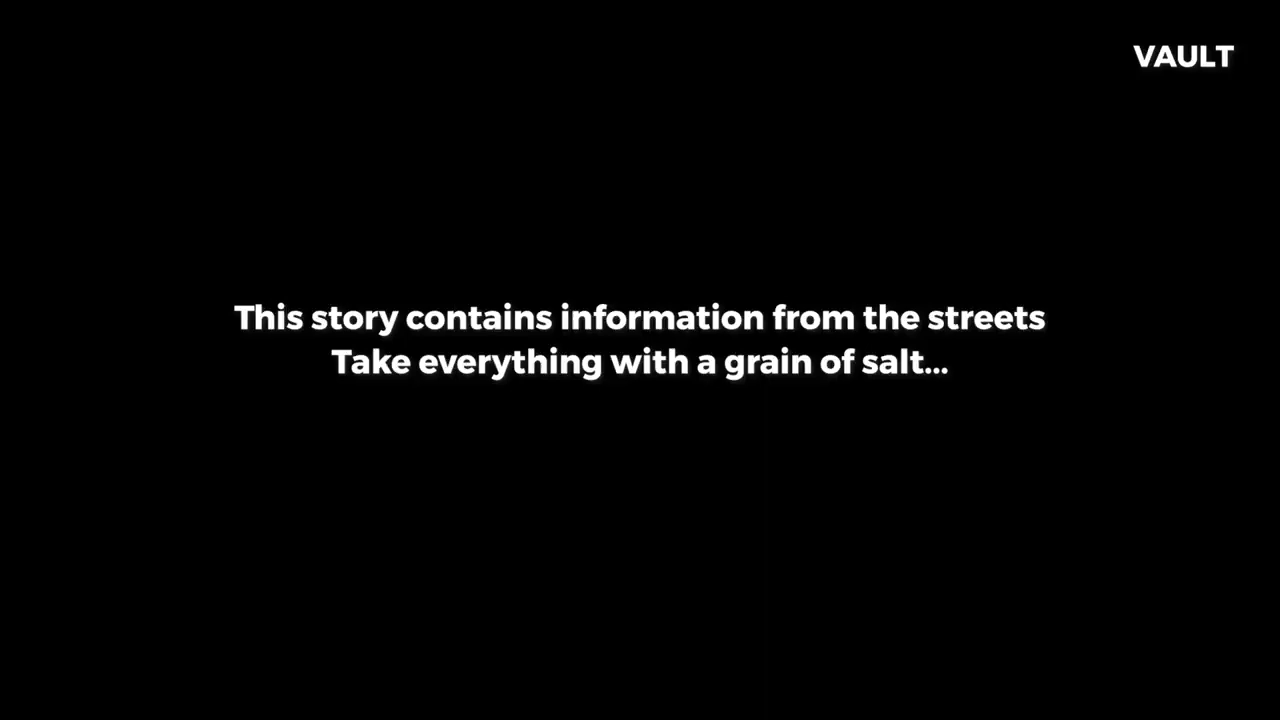 VAULT
This story contains information from the streets
Take everything with a grain of salt...